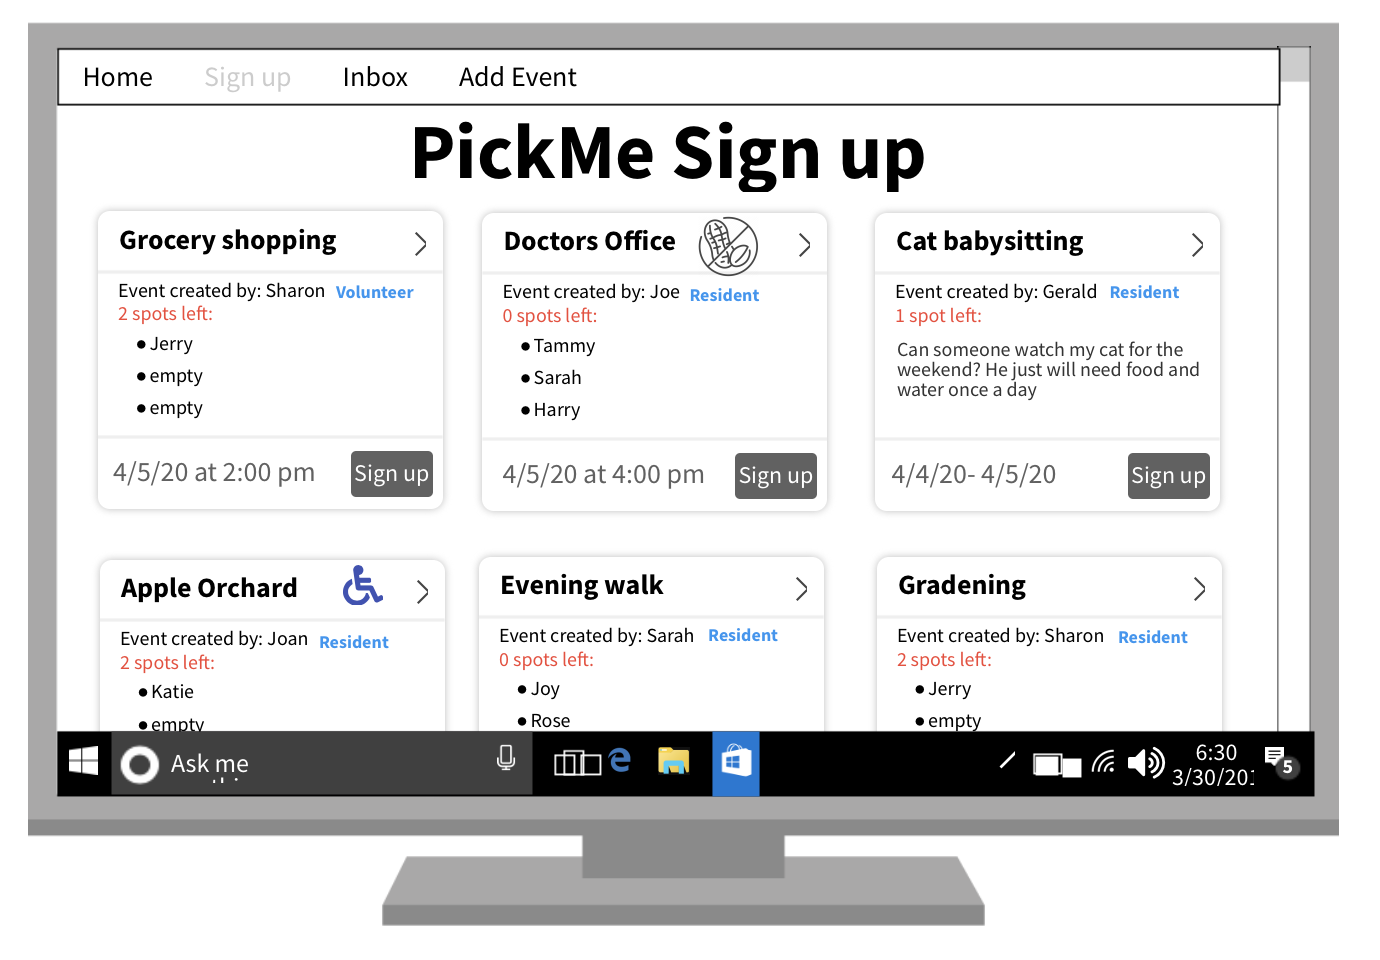 Home Sign up Inbox Add Event
PickMe Sign up
Grocery shopping
Event created by: Sharon Volunteer
2 spots left:
● Jerry
● empty
● empty
4/5/20 at 2:00 pm Sign up
Doctors Office
Event created by: Joe Resident
0 spots left:
● Tammy
● Sarah
● Harry
4/5/20 at 4:00 pm Sign up
Cat babysitting
Event created by: Gerald Resident
1 spot left:
Can someone watch my cat for the
weekend? He just will need food and
water once a day
4/4/20- 4/5/20 Sign up
Apple Orchard
Event created by: Joan Resident
2 spots left:
● Katie
● empty
Evening walk
Event created by: Sarah Resident
0 spots left:
● Joy
● Rose
Gradening
Event created by: Sharon Resident
2 spots left:
● Jerry
● empty
Ask me
6:30
3/30/20
5